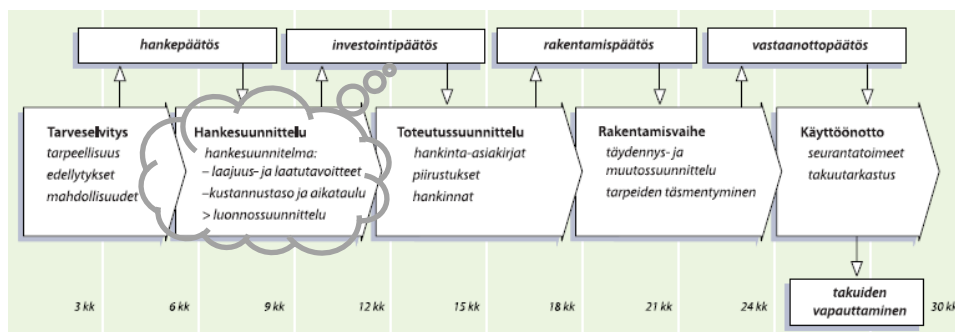 hankepäätös
investointipäätös
rakentamispäätös
vastaanottopäätös
Tarveselvitys
tarpeellisuus
edellytykset
mahdollisuudet
Hankesuunnittelu
hankesuunnitelma:
– laajuus- ja laatutavoitteet
–kustannustaso ja aikataulu
> luonnossuunnittelu
Toteutussuunnittelu
hankinta-asiakirjat
piirustukset
hankinnat
Rakentamisvaihe
täydennys- ja
muutossuunnittelu
tarpeiden täsmentyminen
Käyttöönotto
seurantatoimeet
takuutarkastus
3 kk
6 kk
9 kk
12 kk
15 kk
18 kk
21 kk
24 kk
takuiden
vapauttaminen
30 kk